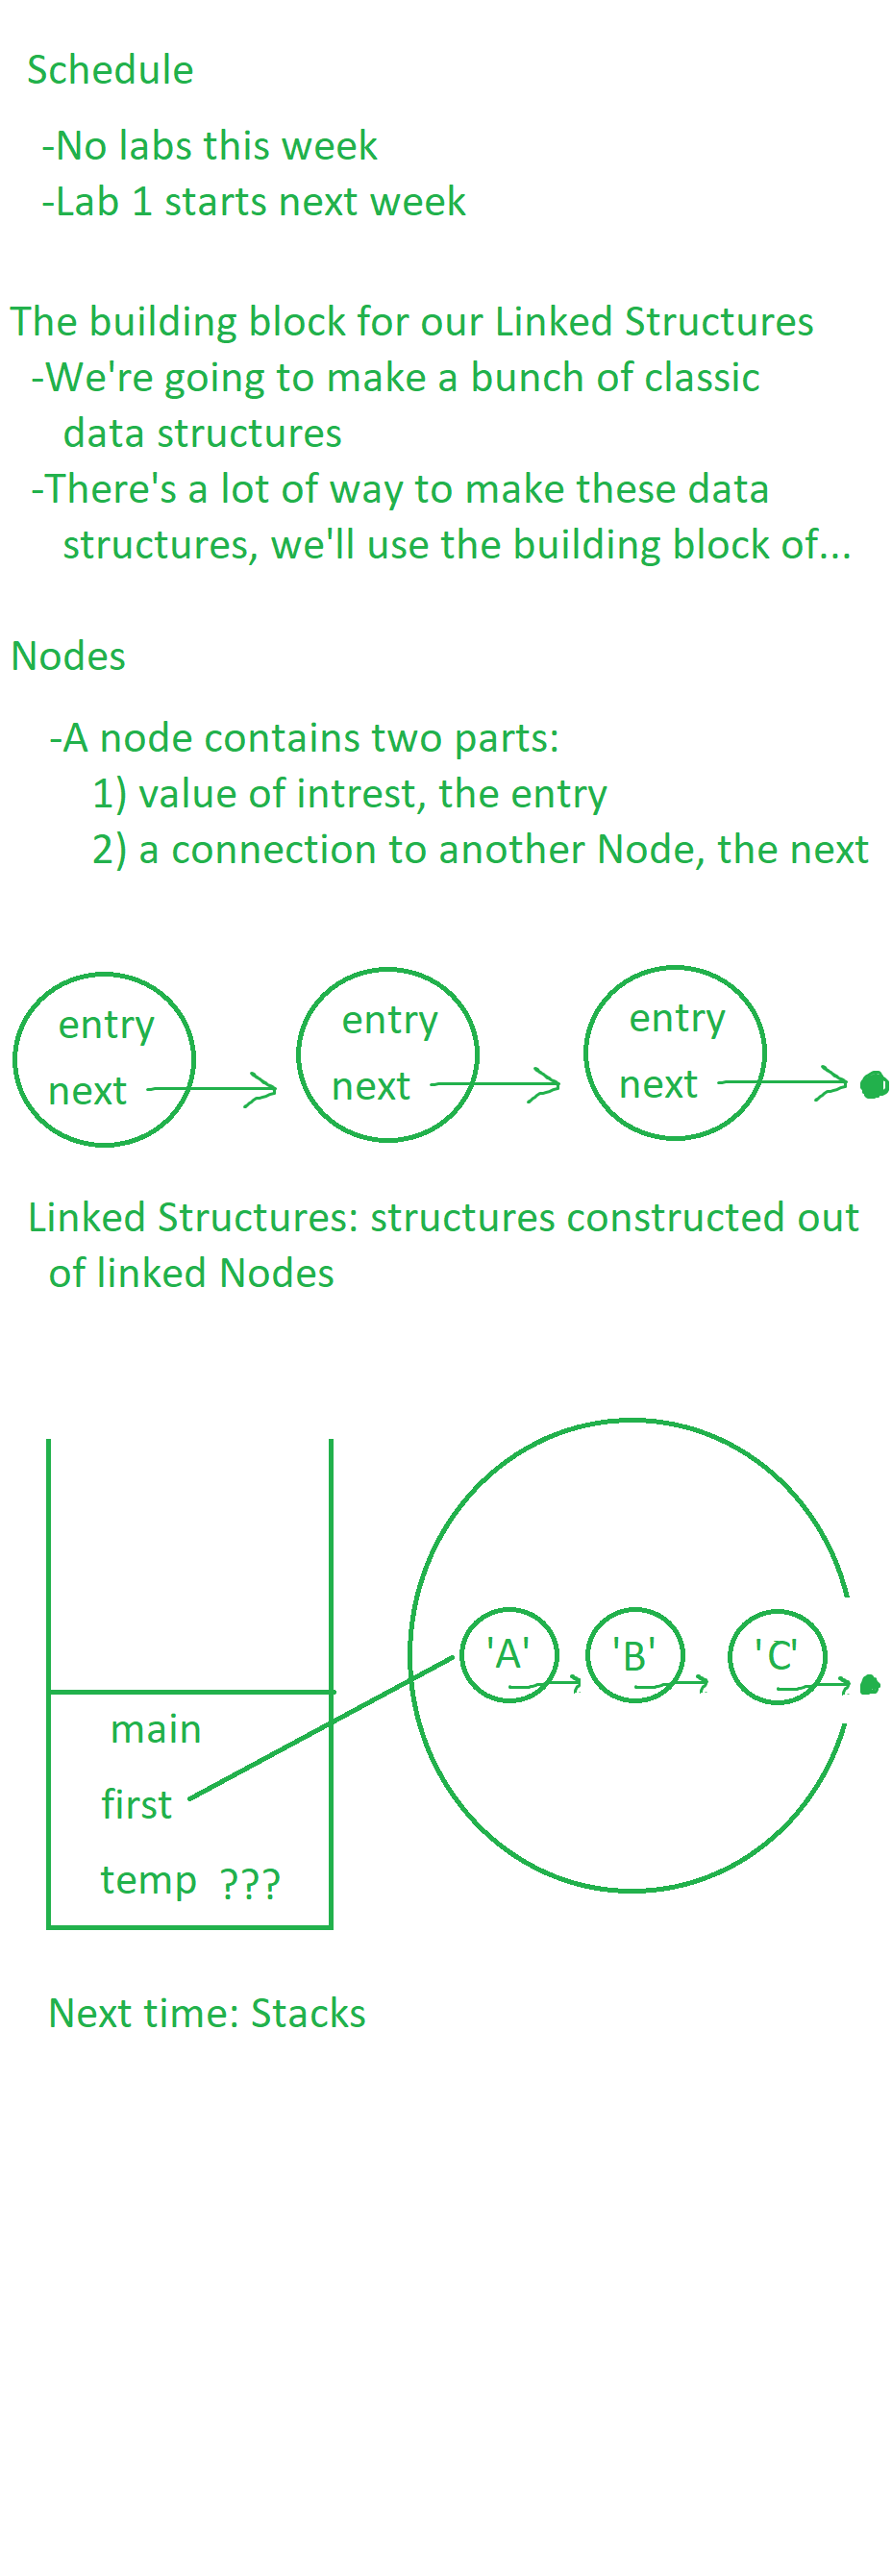 Schedule
-No labs this week
-Lab 1 starts next week
The building block for our Linked Structures
-We're going to make a bunch of classic
data structures
-There's a lot of way to make these data
structures, we'll use the building block of...
Nodes
-A node contains two parts:
1) value of intrest, the entry
2) a connection to another Node, the next
entry entry entry
next next next
Linked Structures: structures constructed out
of linked Nodes
'A' 'B' 'C'
main
first
temp ???
Next time: Stacks